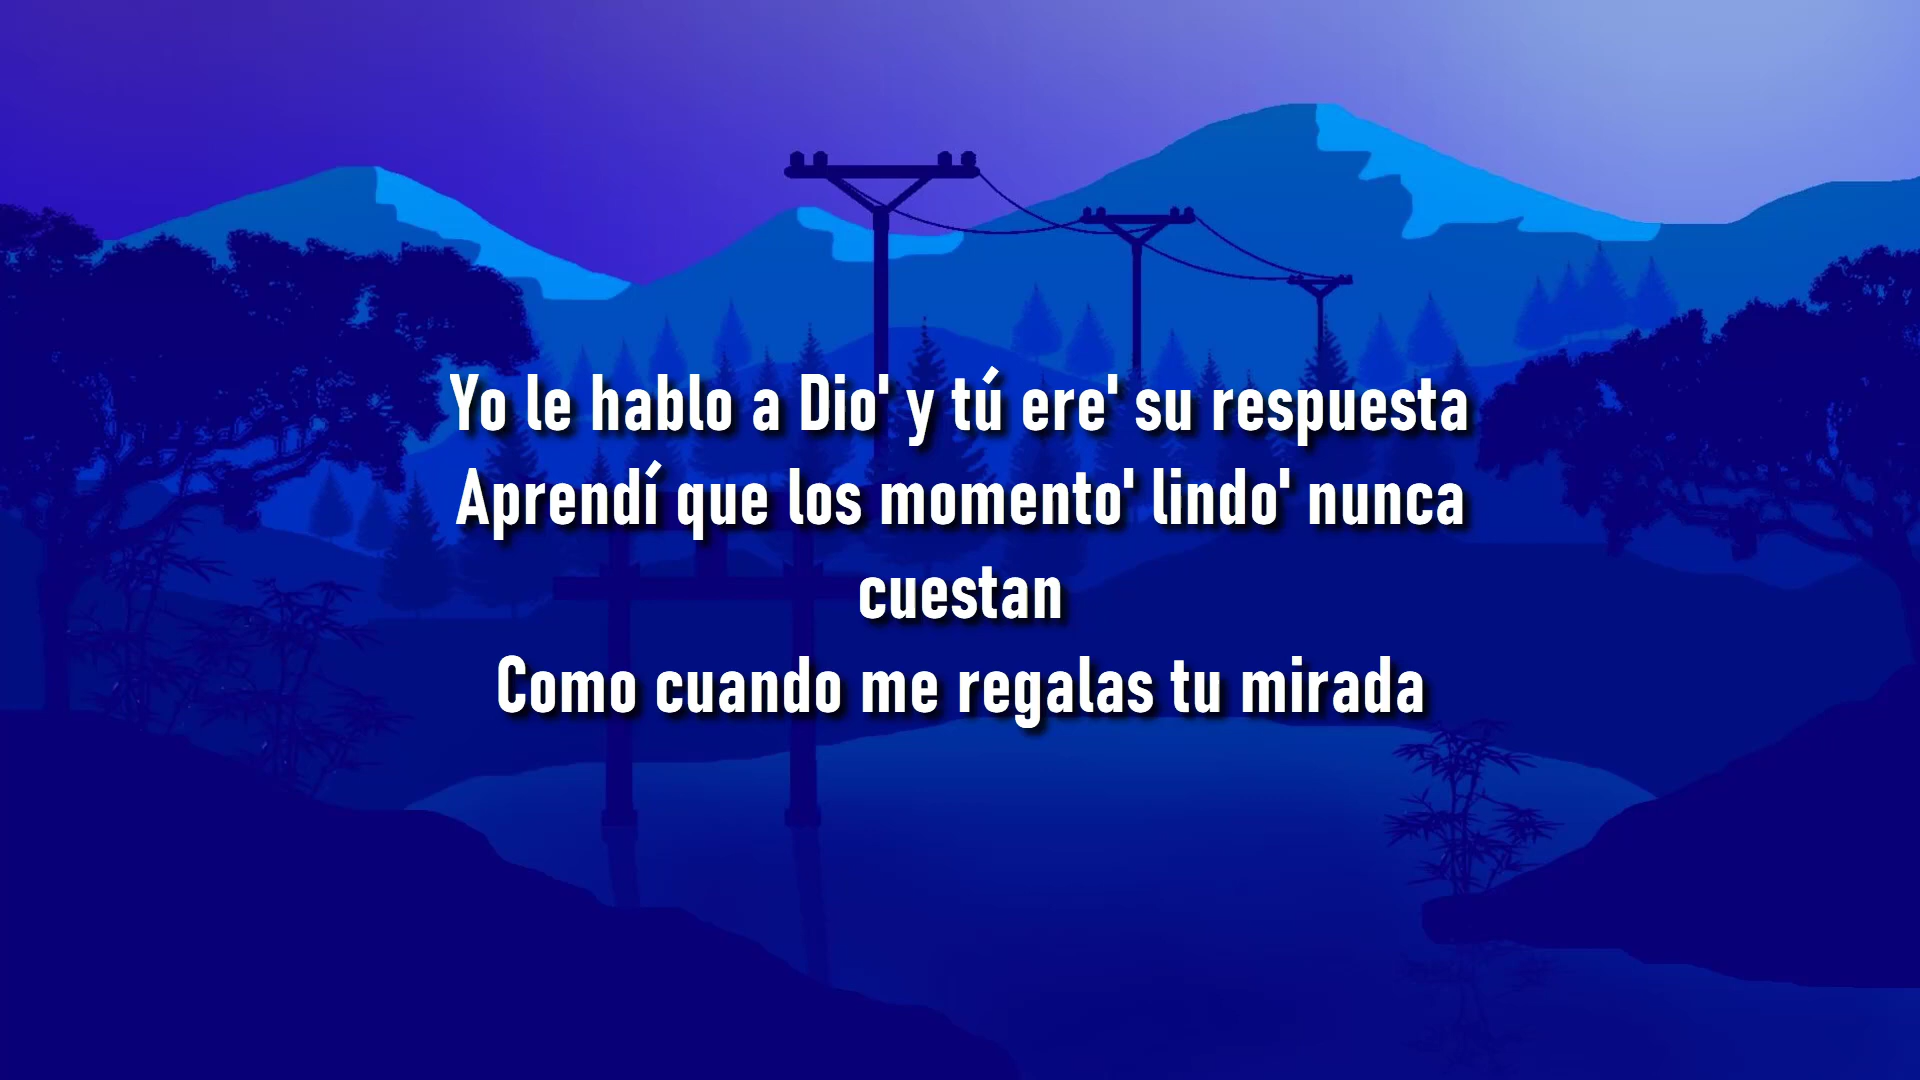 Yo le hablo a Dio' y tú ere' su respuesta
Aprendí que los momento' lindo' nunca
cuestan
Como cuando me regalas tu mirada